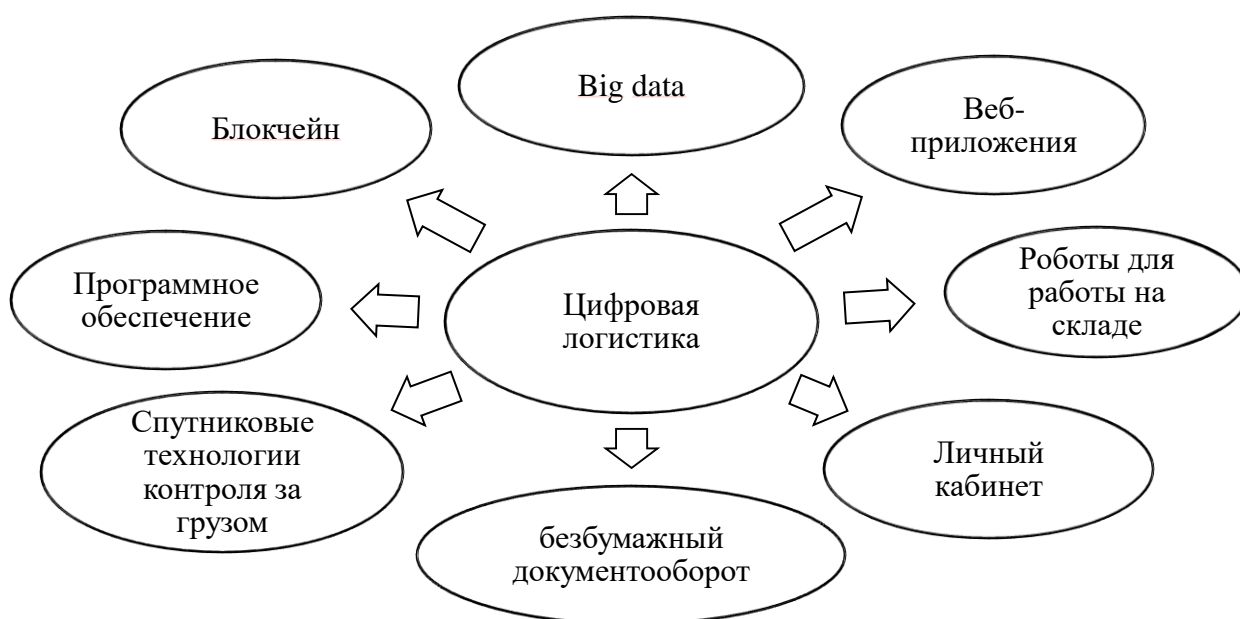 Big data
Блокчейн
Веб-
приложения
Программное
обеспечение
Цифровая
логистика
Роботы для
работы на
складе
Спутниковые
технологии
контроля за
грузом
Личный
кабинет
безбумажный
документооборот